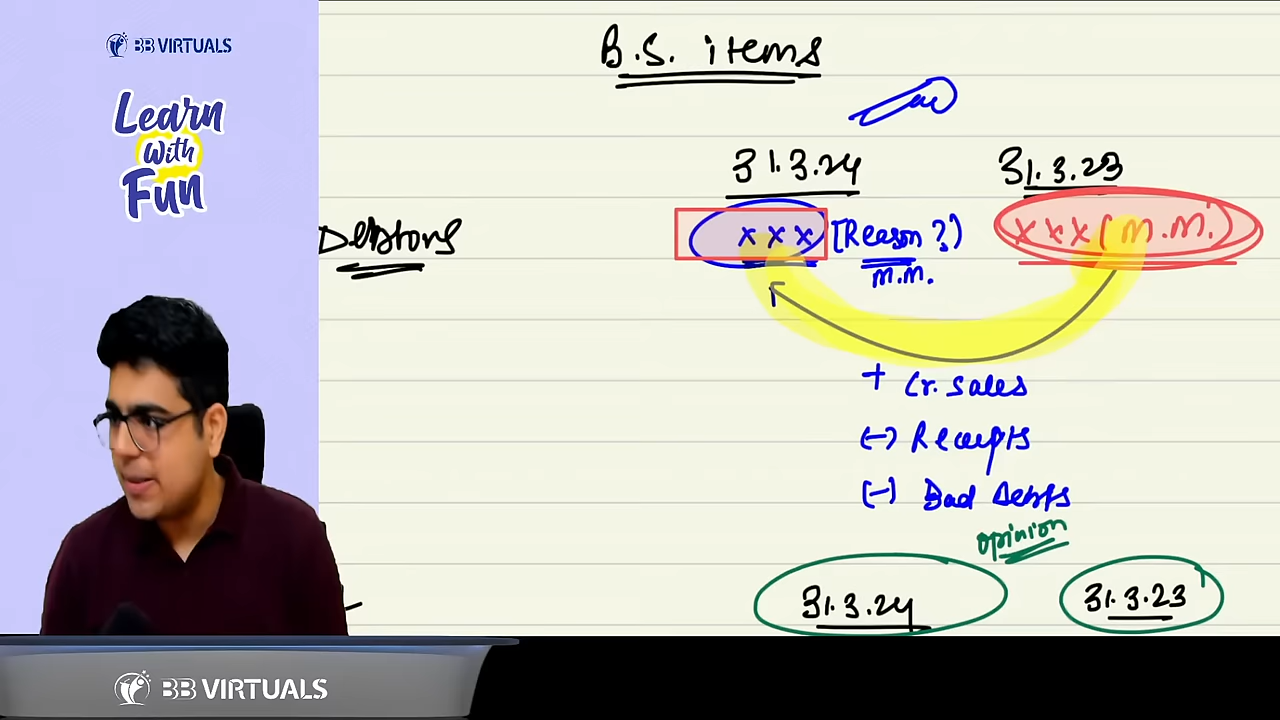 BB VIRTUALS
Learn
With
Fun
B.S. items
31.3.24 31.3.23
Debtors xxx [Reason?) xxx (m.m.)
m.m.
+ Cr. sales
(-) Receipts
(-) Bad Debts
opinion
31.3.24 31.3.23
BB VIRTUALS